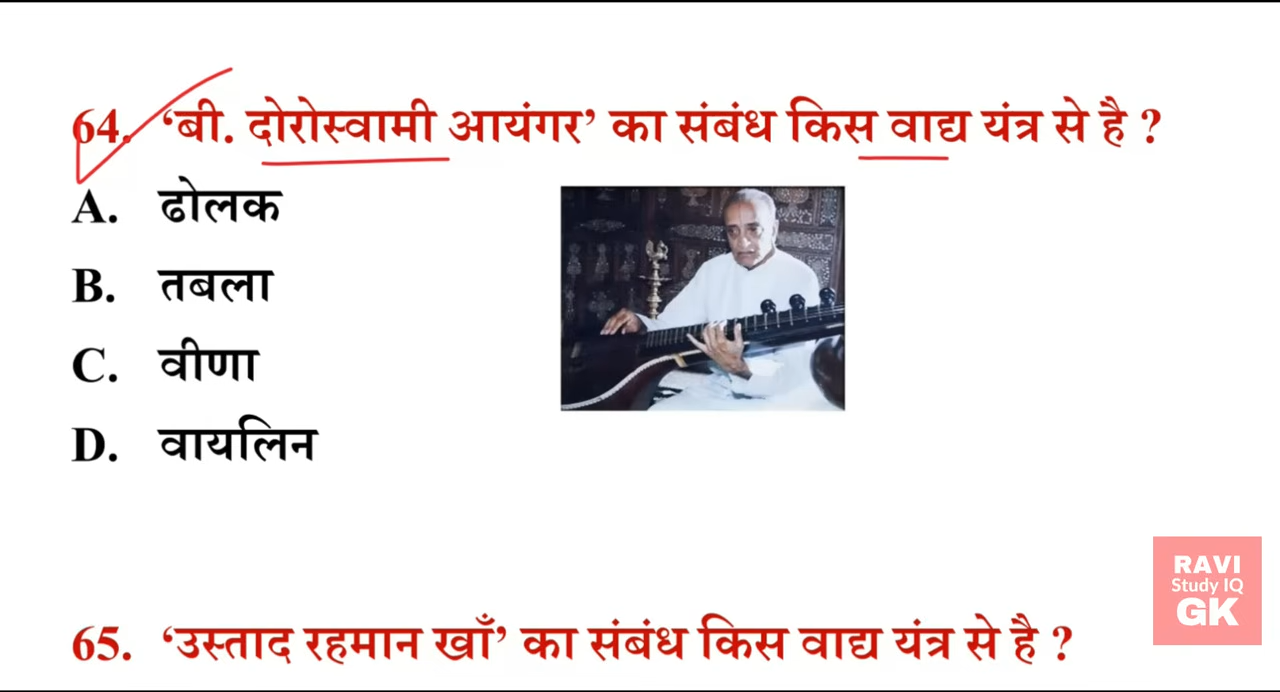 64. ‘बी. दोरोस्वामी आयंगर’ का संबंध किस वाद्य यंत्र से है ?
A. ढोलक
B. तबला
C. वीणा
D. वायलिन
RAVI
Study IQ
GK
65. ‘उस्ताद रहमान खाँ’ का संबंध किस वाद्य यंत्र से है ?